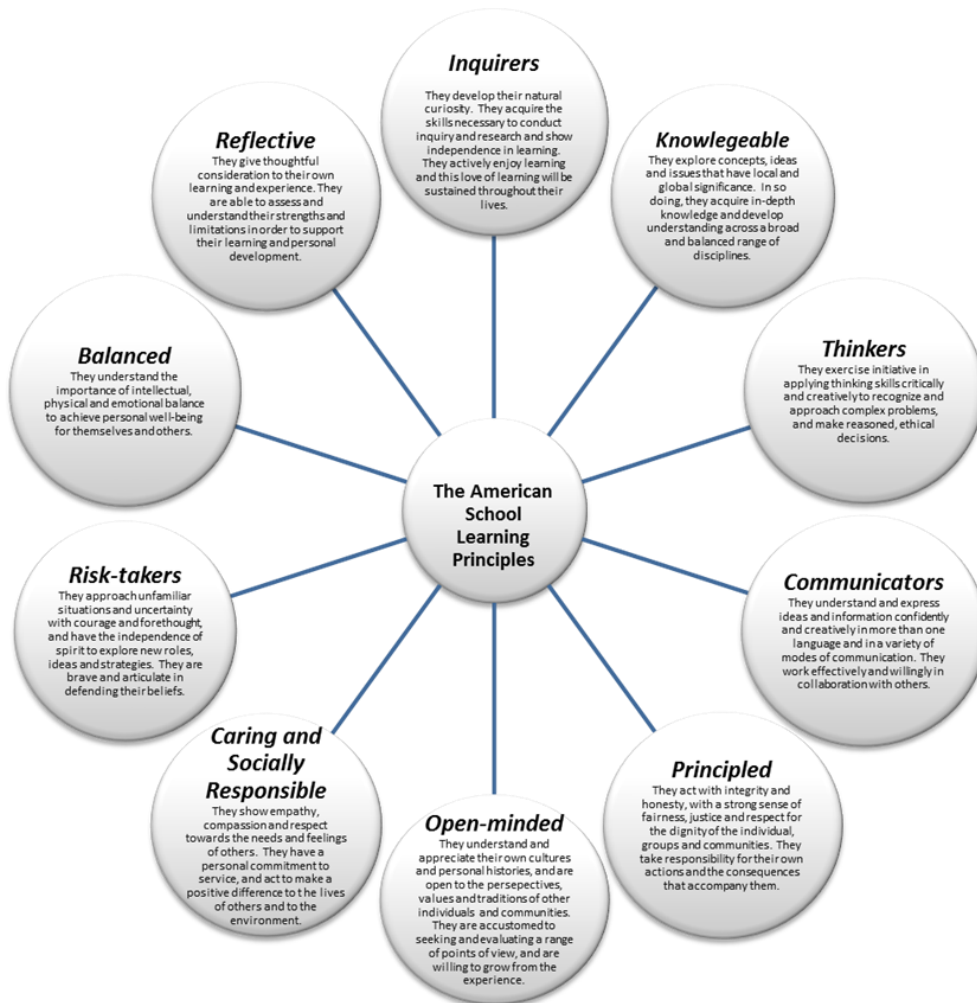 Inquirers
They develop their natural
curiosity. They acquire the
skills necessary to conduct
inquiry and research and show
independence in learning.
They actively enjoy learning
and this love of learning will be
sustained throughout their
lives.
Knowlegeable
They explore concepts, ideas
and issues that have local and
global significance. In so
doing, they acquire in-depth
knowledge and develop
understanding across a broad
and balanced range of
disciplines.
Thinkers
They exercise initiative in
applying thinking skills critically
and creatively to recognize and
approach complex problems,
and make reasoned, ethical
decisions.
Communicators
They understand and express
ideas and information confidently
and creatively in more than one
language and in a variety of
modes of communication. They
work effectively and willingly in
collaboration with others.
Principled
They act with integrity and
honesty, with a strong sense of
fairness, justice and respect for
the dignity of the individual,
groups and communities. They
take responsibility for their own
actions and the consequences
that accompany them.
Open-minded
They understand and
appreciate their own cultures
and personal histories, and are
open to the persepectives,
values and traditions of other
individuals and communities.
They are accustomed to
seeking and evaluating a range
of points of view, and are
willing to grow from the
experience.
Caring and
Socially
Responsible
They show empathy,
compassion and respect
towards the needs and feelings
of others. They have a
personal commitment to
service, and act to make a
positive difference to the lives
of others and to the
environment.
Risk-takers
They approach unfamiliar
situations and uncertainty
with courage and forethought,
and have the independence of
spirit to explore new roles,
ideas and strategies. They are
brave and articulate in
defending their beliefs.
Balanced
They understand the
importance of intellectual,
physical and emotional balance
to achieve personal well-being
for themselves and others.
Reflective
They give thoughtful
consideration to their own
learning and experience. They
are able to assess and
understand their strengths and
limitations in order to support
their learning and personal
development.
The American
School
Learning
Principles